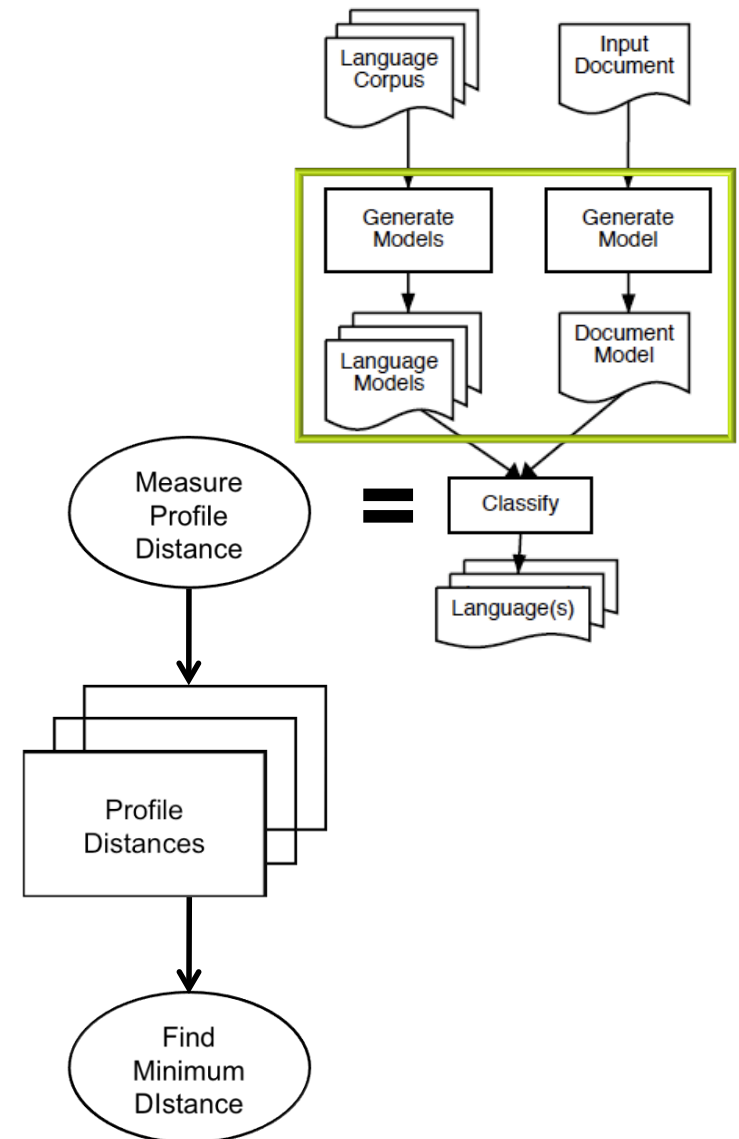 Language
Corpus
Input
Document
Generate
Models
Generate
Model
Language
Models
Document
Model
Measure
Profile
Distance
=
Classify
Language(s)
Profile
Distances
Find
Minimum
DIstance